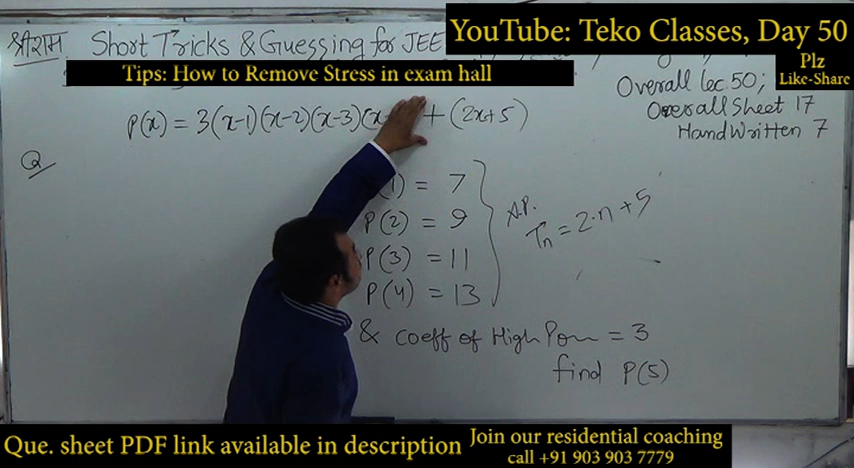 श्रीराम Short Tricks & Guessing for JEE
YouTube: Teko Classes, Day 50
Plz
Like-Share
Tips: How to Remove Stress in exam hall
Overall lec 50;
Overall Sheet 17
HandWritten 7
P(x) = 3(x-1)(x-2)(x-3)(x + (2x+5)
Q
1) = 7
P(2) = 9
P(3) = 11
P(4) = 13
A.P.
Tn = 2·n + 5
& coeff of High Pow = 3
find P(5)
Que. sheet PDF link available in description
Join our residential coaching
call +91 903 903 7779